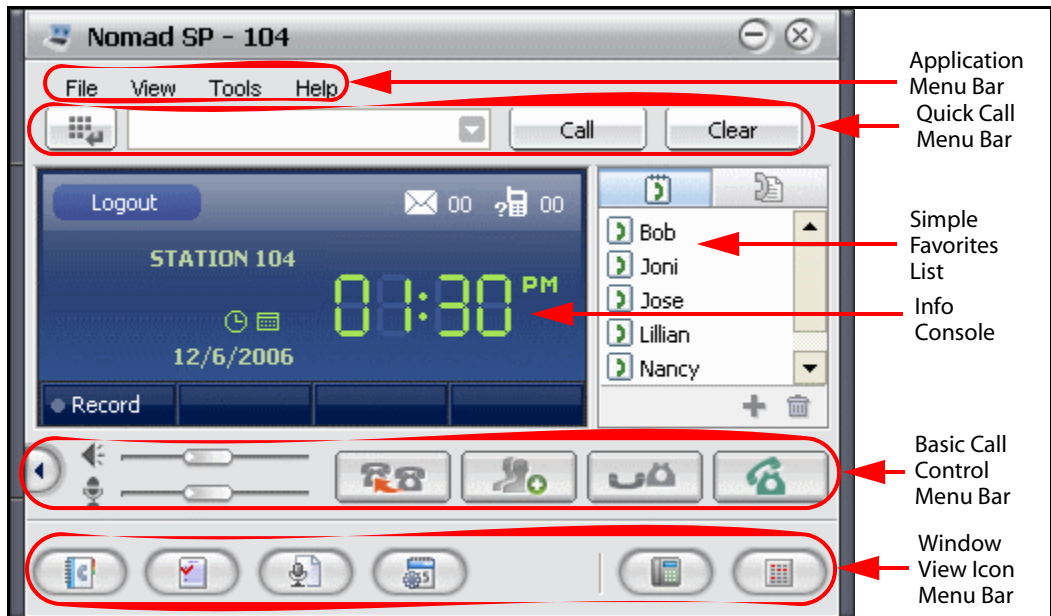 Nomad SP - 104
File View Tools Help
Application
Menu Bar
Call Clear
Quick Call
Menu Bar
Logout 00 ? 00
STATION 104
01:30 PM
12/6/2006
Record
Bob
Joni
Jose
Lillian
Nancy
Simple
Favorites
List
Info
Console
Basic Call
Control
Menu Bar
5
Window
View Icon
Menu Bar